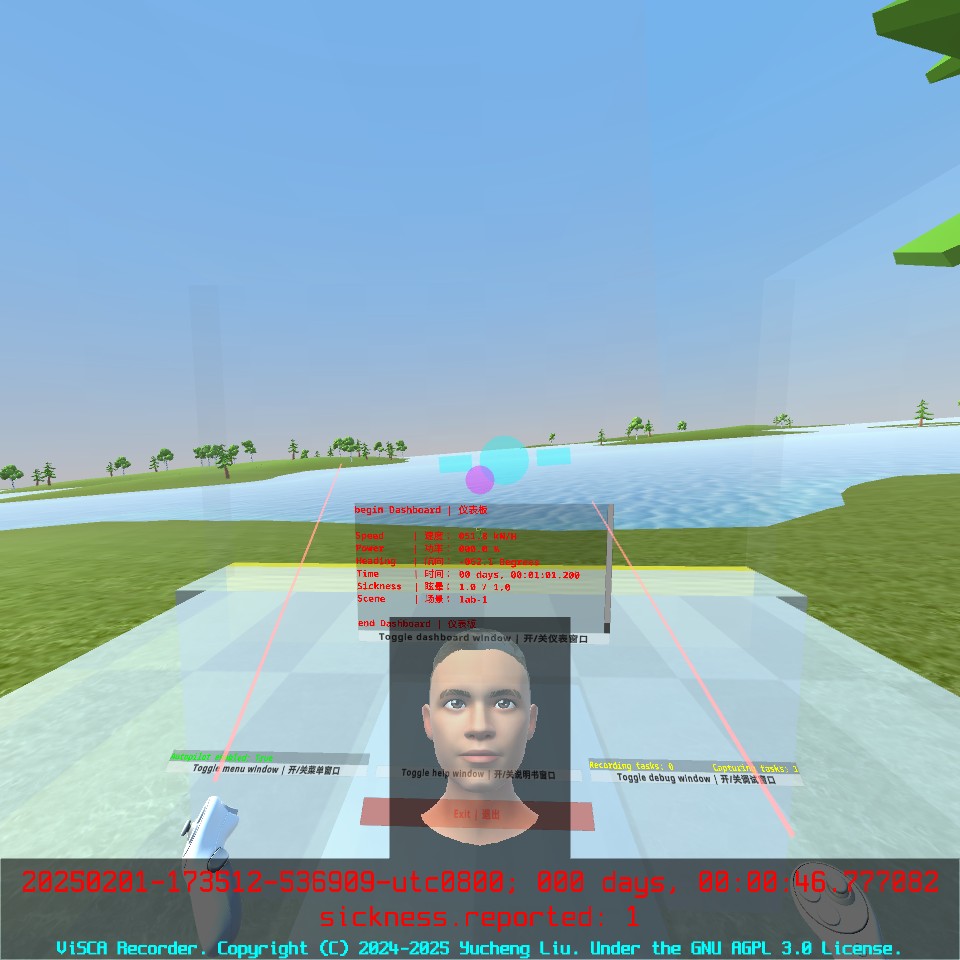 begin Dashboard | 仪表板
Speed | 速度: 051.8 KM/H
Power | 功率: 000.0 %
Heading | 航向: Degrees
Time | 时间: 00 days, 00:01:01.200
Sickness | 眩晕: 1.0 / 1.0
Scene | 场景: lab-1
end Dashboard | 仪表板
Toggle dashboard window | 开/关仪表窗口
Autopilot enabled: True
Toggle menu window | 开/关菜单窗口
Toggle help window | 开/关说明书窗口
Recording tasks: 0 Capturing tasks: 1
Toggle debug window | 开/关调试窗口
Exit | 退出
20250201-173512-536909-utc0800; 000 days, 00:00:46.777082
sickness.reported: 1
ViSCA Recorder. Copyright (C) 2024-2025 Yucheng Liu. Under the GNU AGPL 3.0 License.